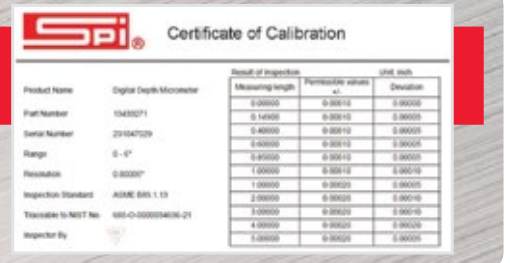 SPi® Certificate of Calibration
Result of Inspection Unit: inch
Product Name Digital Depth Micrometer
Part Number 13430271
Serial Number 201047029
Range 0 - 6"
Resolution 0.00005"
Inspection Standard ASME B89.1.13
Traceable to NIST No.
Inspector By
Measuring length Permissible values +/- Deviation
0.00000 0.00010 0.00000
0.00010 0.00005
0.40000 0.00010 0.00005
0.60000 0.00010 0.00005
0.85000 0.00010 0.00005
1.00000 0.00010 0.00010
1.00000 0.00020 0.00005
2.00000 0.00020 0.00010
3.00000 0.00020 0.00010
4.00000 0.00020 0.00020
5.00000 0.00020 0.00005